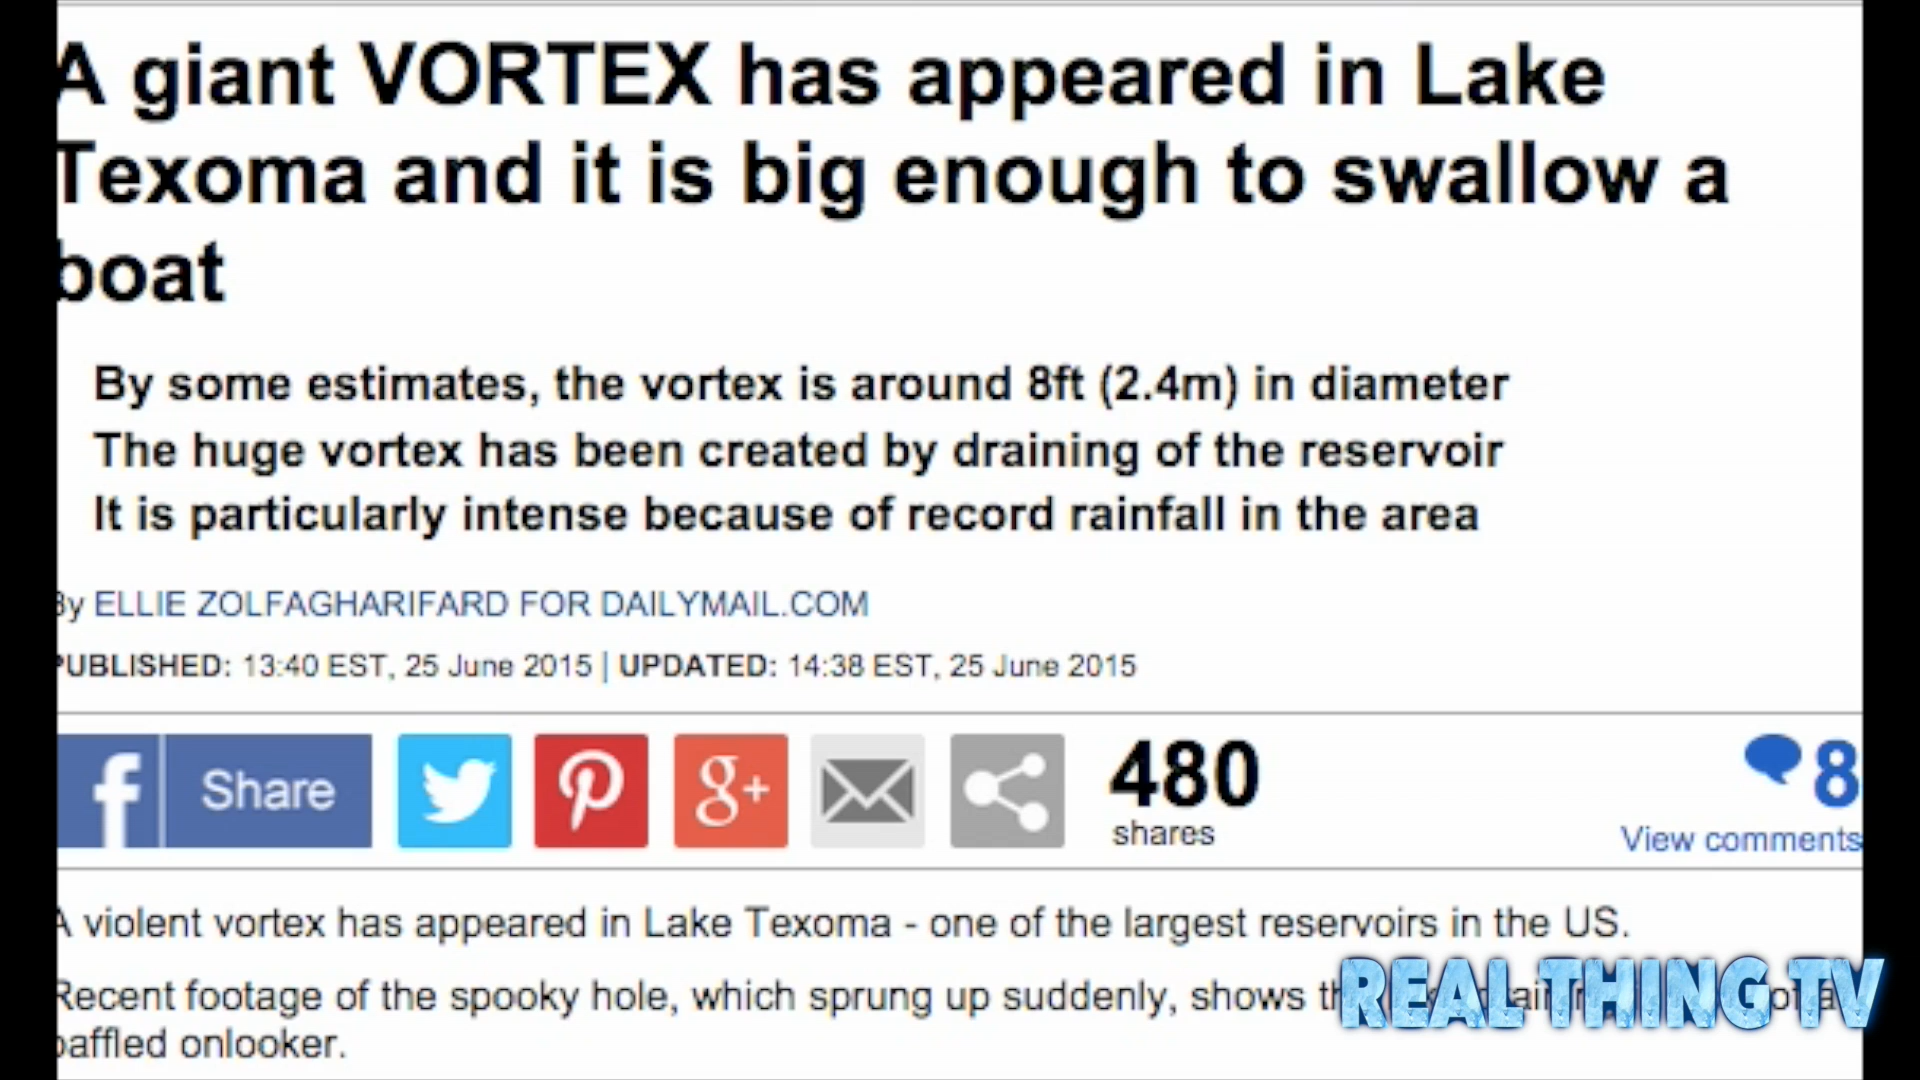 A giant VORTEX has appeared in Lake
Texoma and it is big enough to swallow a
boat
By some estimates, the vortex is around 8ft (2.4m) in diameter
The huge vortex has been created by draining of the reservoir
It is particularly intense because of record rainfall in the area
By ELLIE ZOLFAGHARIFARD FOR DAILYMAIL.COM
PUBLISHED: 13:40 EST, 25 June 2015 | UPDATED: 14:38 EST, 25 June 2015
f Share g+ 480 8
shares View comments
A violent vortex has appeared in Lake Texoma - one of the largest reservoirs in the US.
Recent footage of the spooky hole, which sprung up suddenly, shows
REAL THING TV
baffled onlooker.